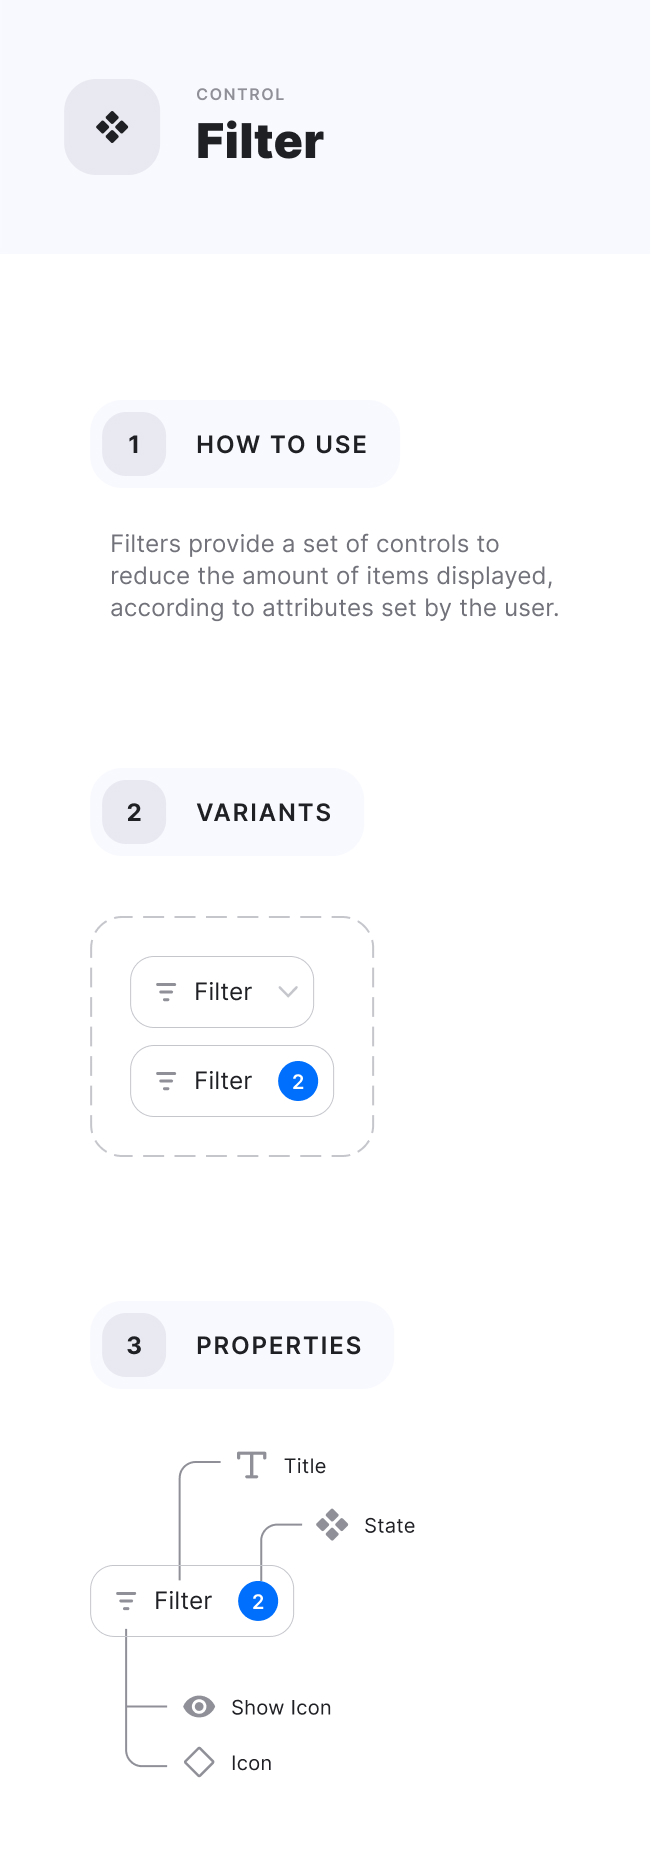 CONTROL
Filter
1 HOW TO USE
Filters provide a set of controls to
reduce the amount of items displayed,
according to attributes set by the user.
2 VARIANTS
Filter
Filter 2
3 PROPERTIES
Title
State
Filter 2
Show Icon
Icon